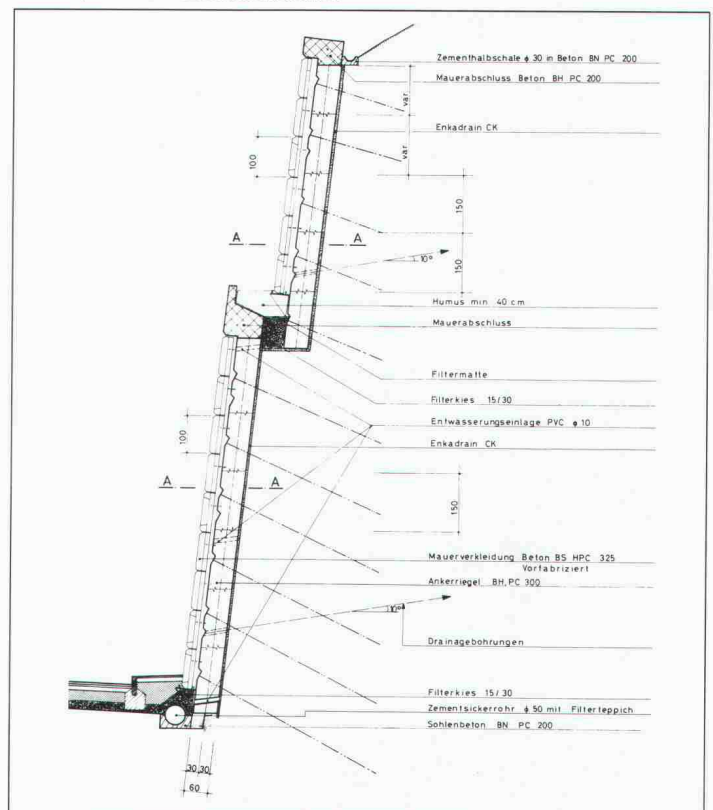 Zementhalbschale ϕ 30 in Beton BN PC 200
Mauerabschluss Beton BH PC 200
var.
Enkadrain CK
var
100
150
A A
150
10°
Humus min 40 cm
Mauerabschluss
Filtermatte
Filterkies 15/30
Entwasserungseinlage PVC ϕ 10
Enkadrain CK
100
A A
150
Mauerverkleidung Beton BS HPC 325
Vorfabriziert
Ankerriegel BH, PC 300
10°
Drainagebohrungen
Filterkies 15/30
Zementsickerrohr ϕ 50 mit Filterteppich
Sohlenbeton BN PC 200
30 30
60